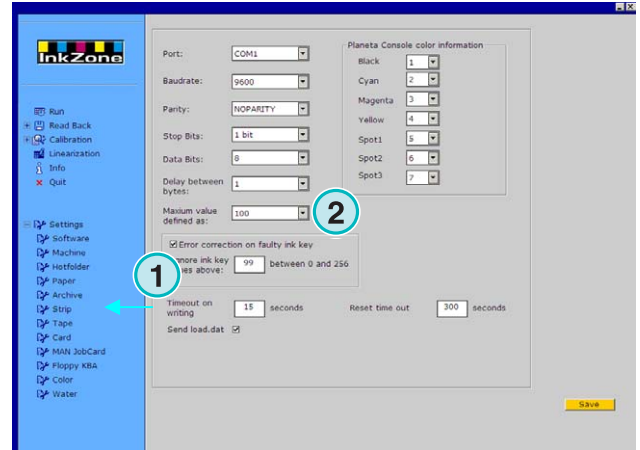 InkZone
Run
Read Back
Calibration
Linearization
Info
Quit
Settings
Software
Machine
Hotfolder
Paper
Archive
Strip
Tape
Card
MAN JobCard
Floppy KBA
Color
Water
Port: COM1
Baudrate: 9600
Parity: NOPARITY
Stop Bits: 1 bit
Data Bits: 8
Delay between
bytes: 1
Maxium value
defined as: 100
2
Planeta Console color information
Black 1
Cyan 2
Magenta 3
Yellow 4
Spot1 5
Spot2 6
Spot3 7
Error correction on faulty ink key
ink key
above: 99 between 0 and 256
1
Timeout on
writing 15 seconds
Reset time out 300 seconds
Send load.dat
Save